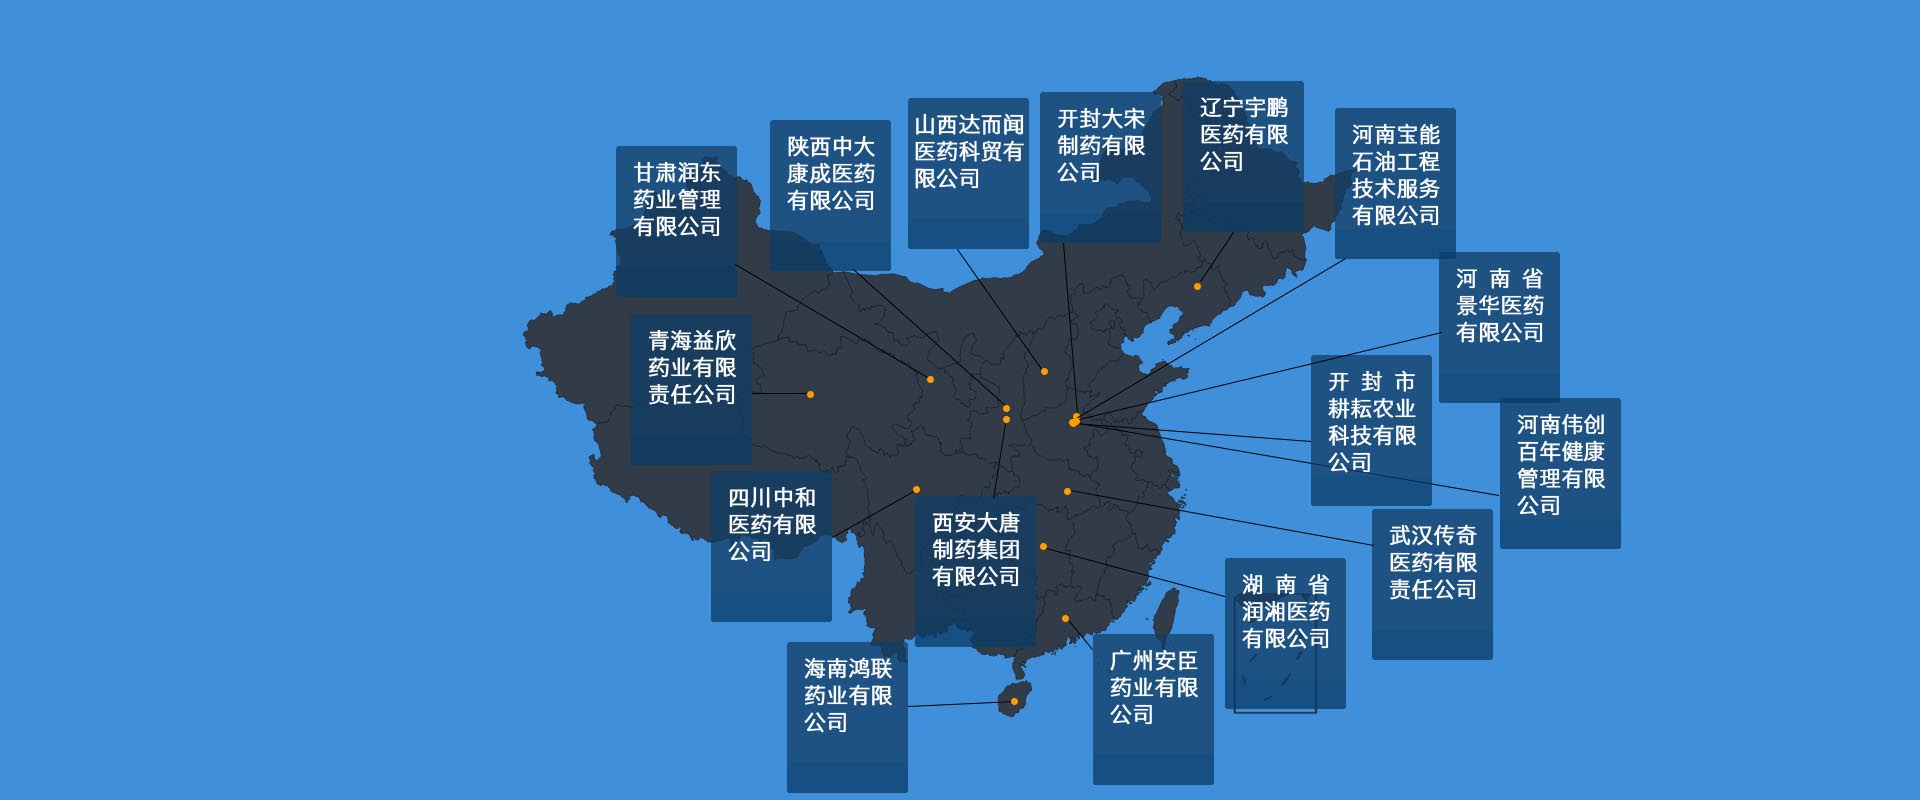 甘肃润东
药业管理
有限公司
陕西中大
康成医药
有限公司
山西达而闻
医药科贸有
限公司
开封大宋
制药有限
公司
辽宁宇鹏
医药有限
公司
河南宝能
石油工程
技术服务
有限公司
河南省
景华医药
有限公司
青海益欣
药业有限
责任公司
开封市
耕耘农业
科技有限
公司
河南伟创
百年健康
管理有限
公司
四川中和
医药有限
公司
西安大唐
制药集团
有限公司
武汉传奇
医药有限
责任公司
湖南省
润湘医药
有限公司
海南鸿联
药业有限
公司
广州安臣
药业有限
公司